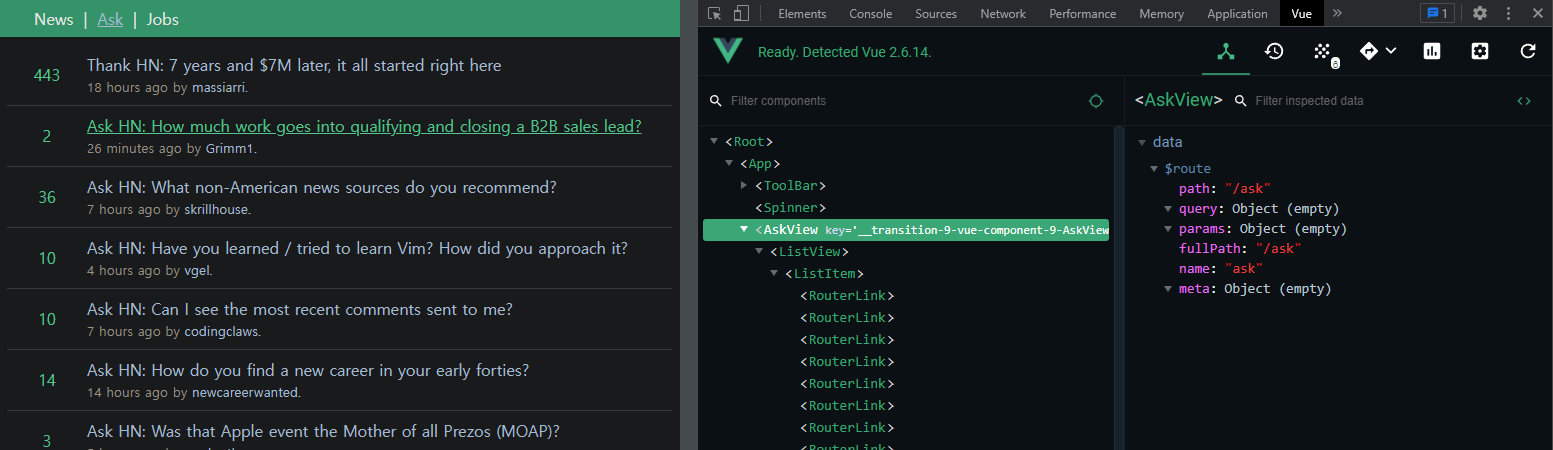 News | Ask | Jobs
443
Thank HN: 7 years and $7M later, it all started right here
18 hours ago by massiarri.
2
Ask HN: How much work goes into qualifying and closing a B2B sales lead?
26 minutes ago by Grimm1.
36
Ask HN: What non-American news sources do you recommend?
7 hours ago by skrillhouse.
10
Ask HN: Have you learned / tried to learn Vim? How did you approach it?
4 hours ago by vgel.
10
Ask HN: Can I see the most recent comments sent to me?
7 hours ago by codingclaws.
14
Ask HN: How do you find a new career in your early forties?
14 hours ago by newcareerwanted.
3
Ask HN: Was that Apple event the Mother of all Prezos (MOAP)?
Elements Console Sources Network Performance Memory Application Vue » 1
Ready. Detected Vue 2.6.14.
6
Filter components
<Root>
<App>
<ToolBar>
<Spinner>
<AskView key='__transition-9-vue-component-9-AskView
<ListView>
<ListItem>
<RouterLink>
<RouterLink>
<RouterLink>
<RouterLink>
<RouterLink>
<RouterLink>
<RouterLink>
<RouterLink>
<AskView> Filter inspected data <>
data
$route
path: "/ask"
query: Object (empty)
params: Object (empty)
fullPath: "/ask"
name: "ask"
meta: Object (empty)